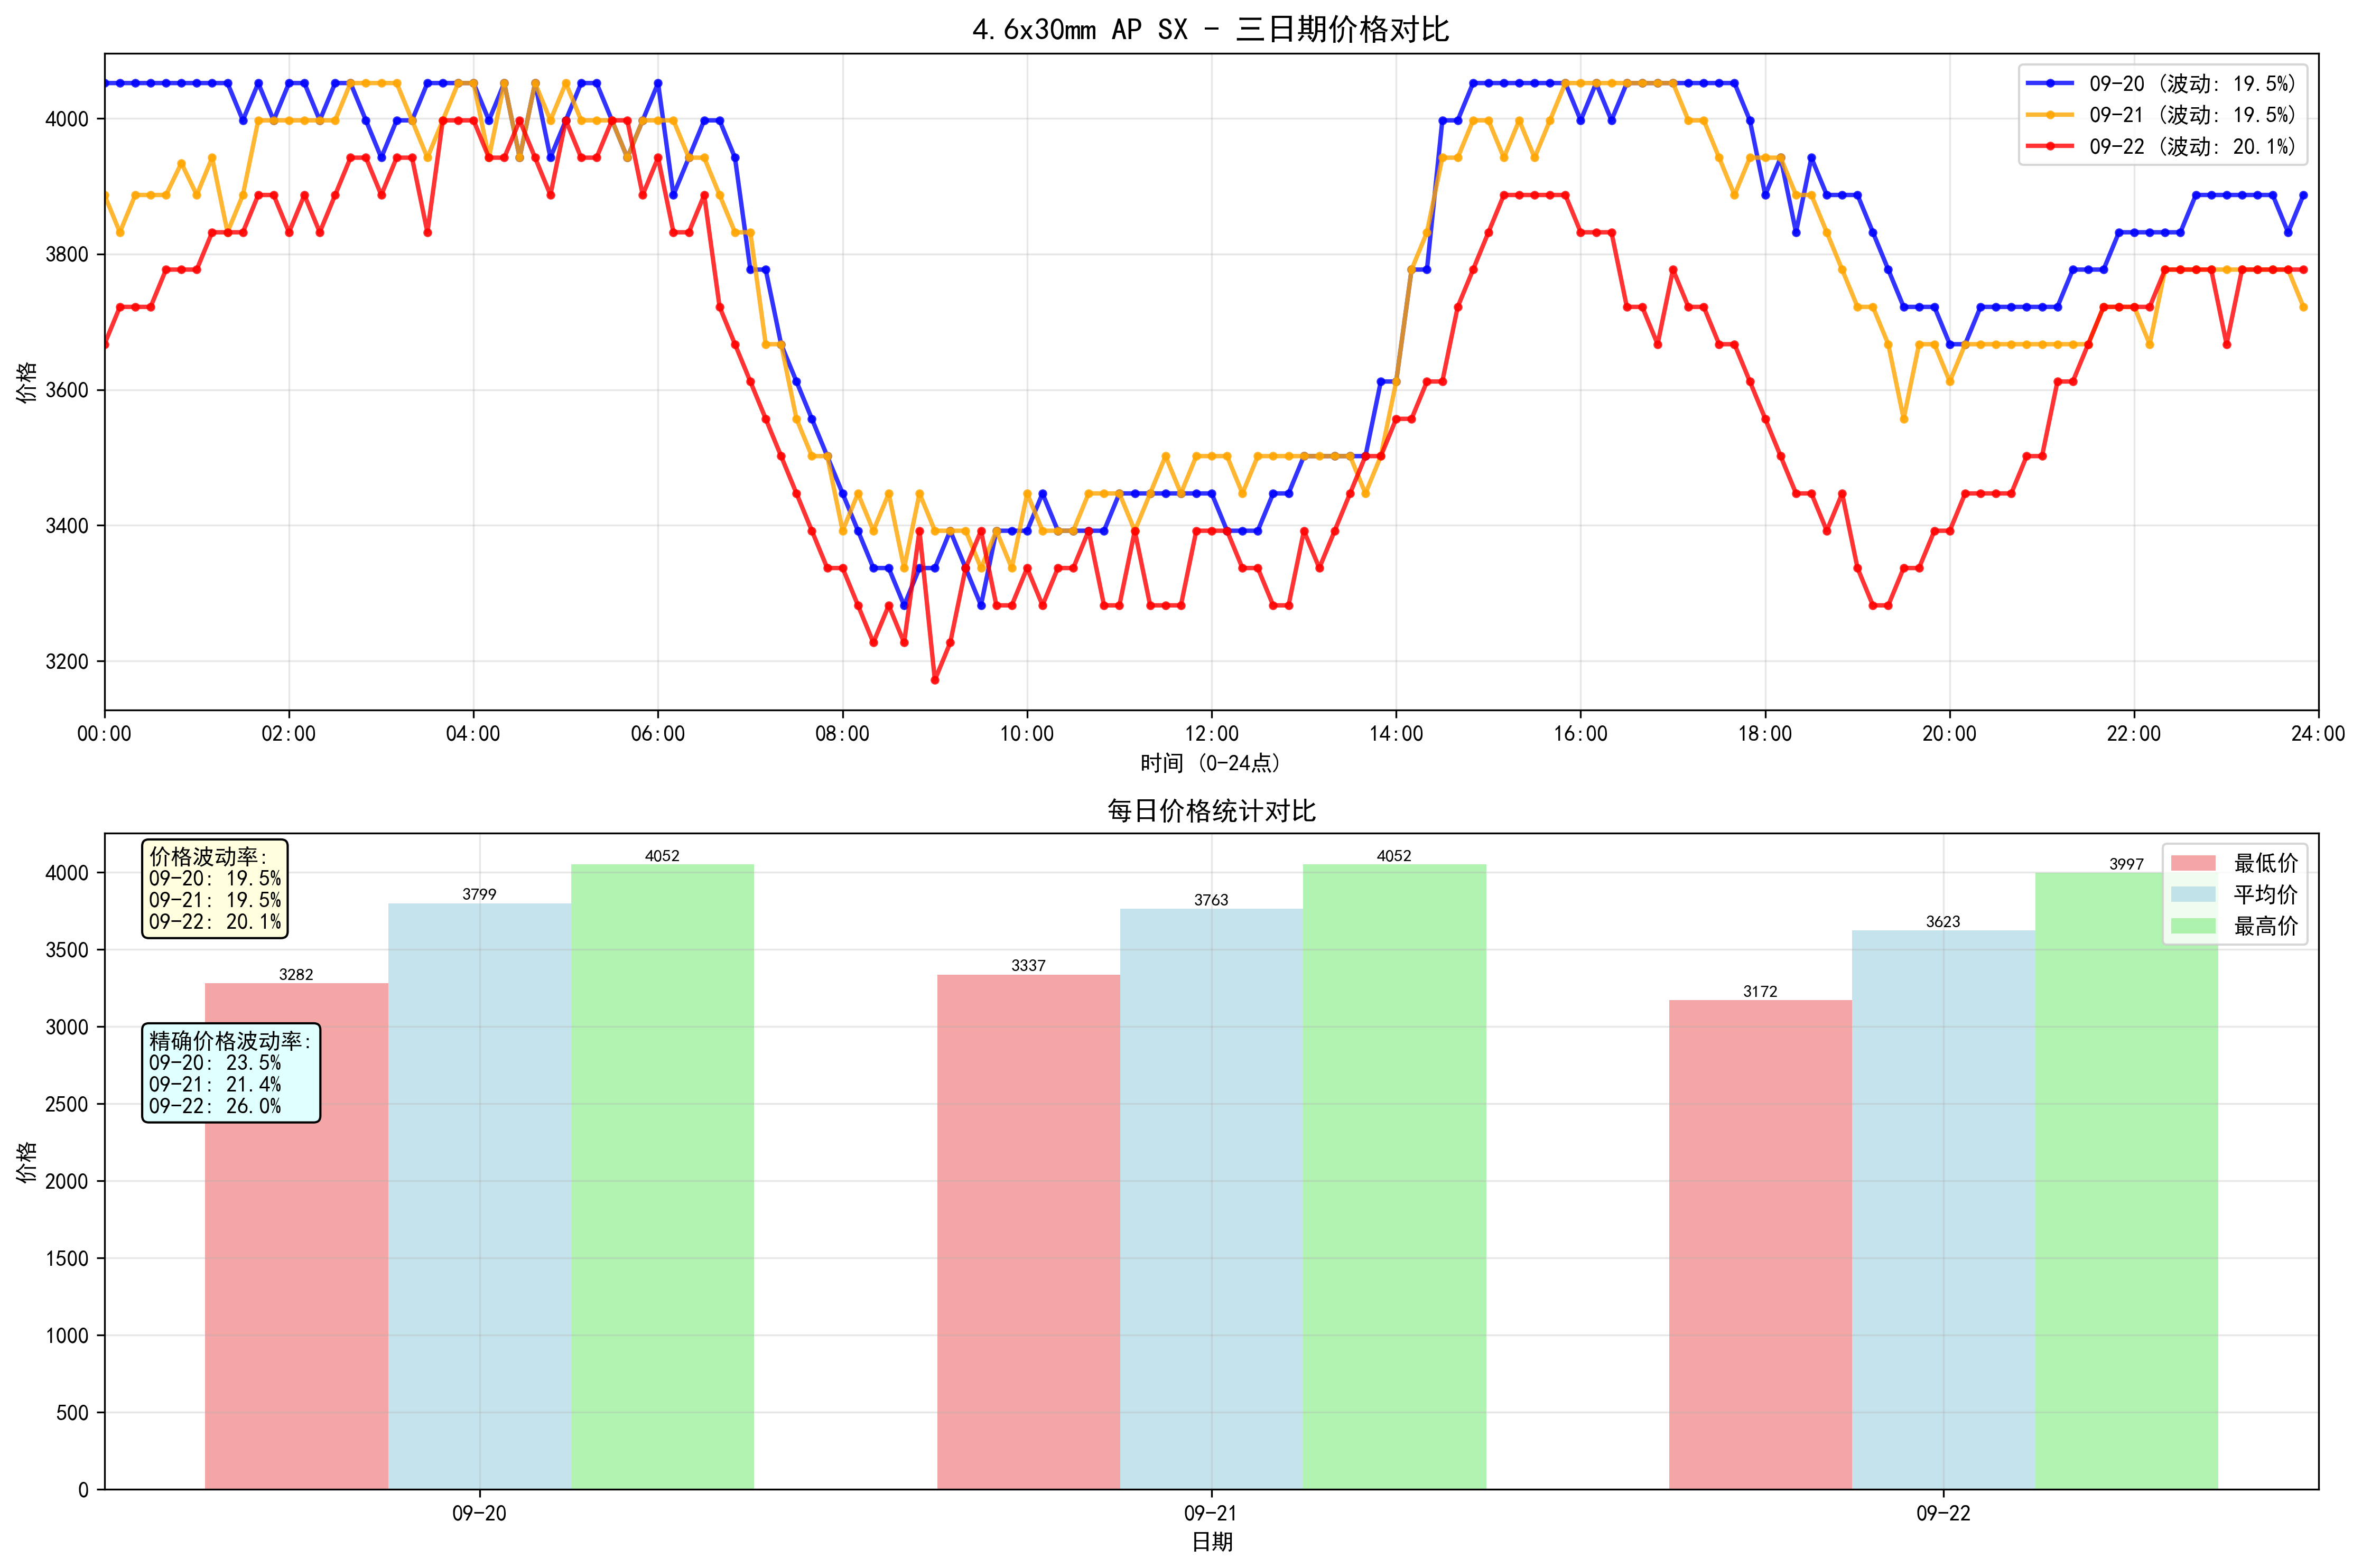 4.6x30mm AP SX - 三日期价格对比
09-20 (波动: 19.5%)
09-21 (波动: 19.5%)
09-22 (波动: 20.1%)
价格
4000
3800
3600
3400
3200
00:00 02:00 04:00 06:00 08:00 10:00 12:00 14:00 16:00 18:00 20:00 22:00 24:00
时间 (0-24点)
每日价格统计对比
价格波动率:
09-20: 19.5%
09-21: 19.5%
09-22: 20.1%
精确价格波动率:
09-20: 23.5%
09-21: 21.4%
09-22: 26.0%
最低价
平均价
最高价
3282 3799 4052 3337 3763 4052 3172 3623 3997
价格
4000
3500
3000
2500
2000
1500
1000
500
0
09-20 09-21 09-22
日期